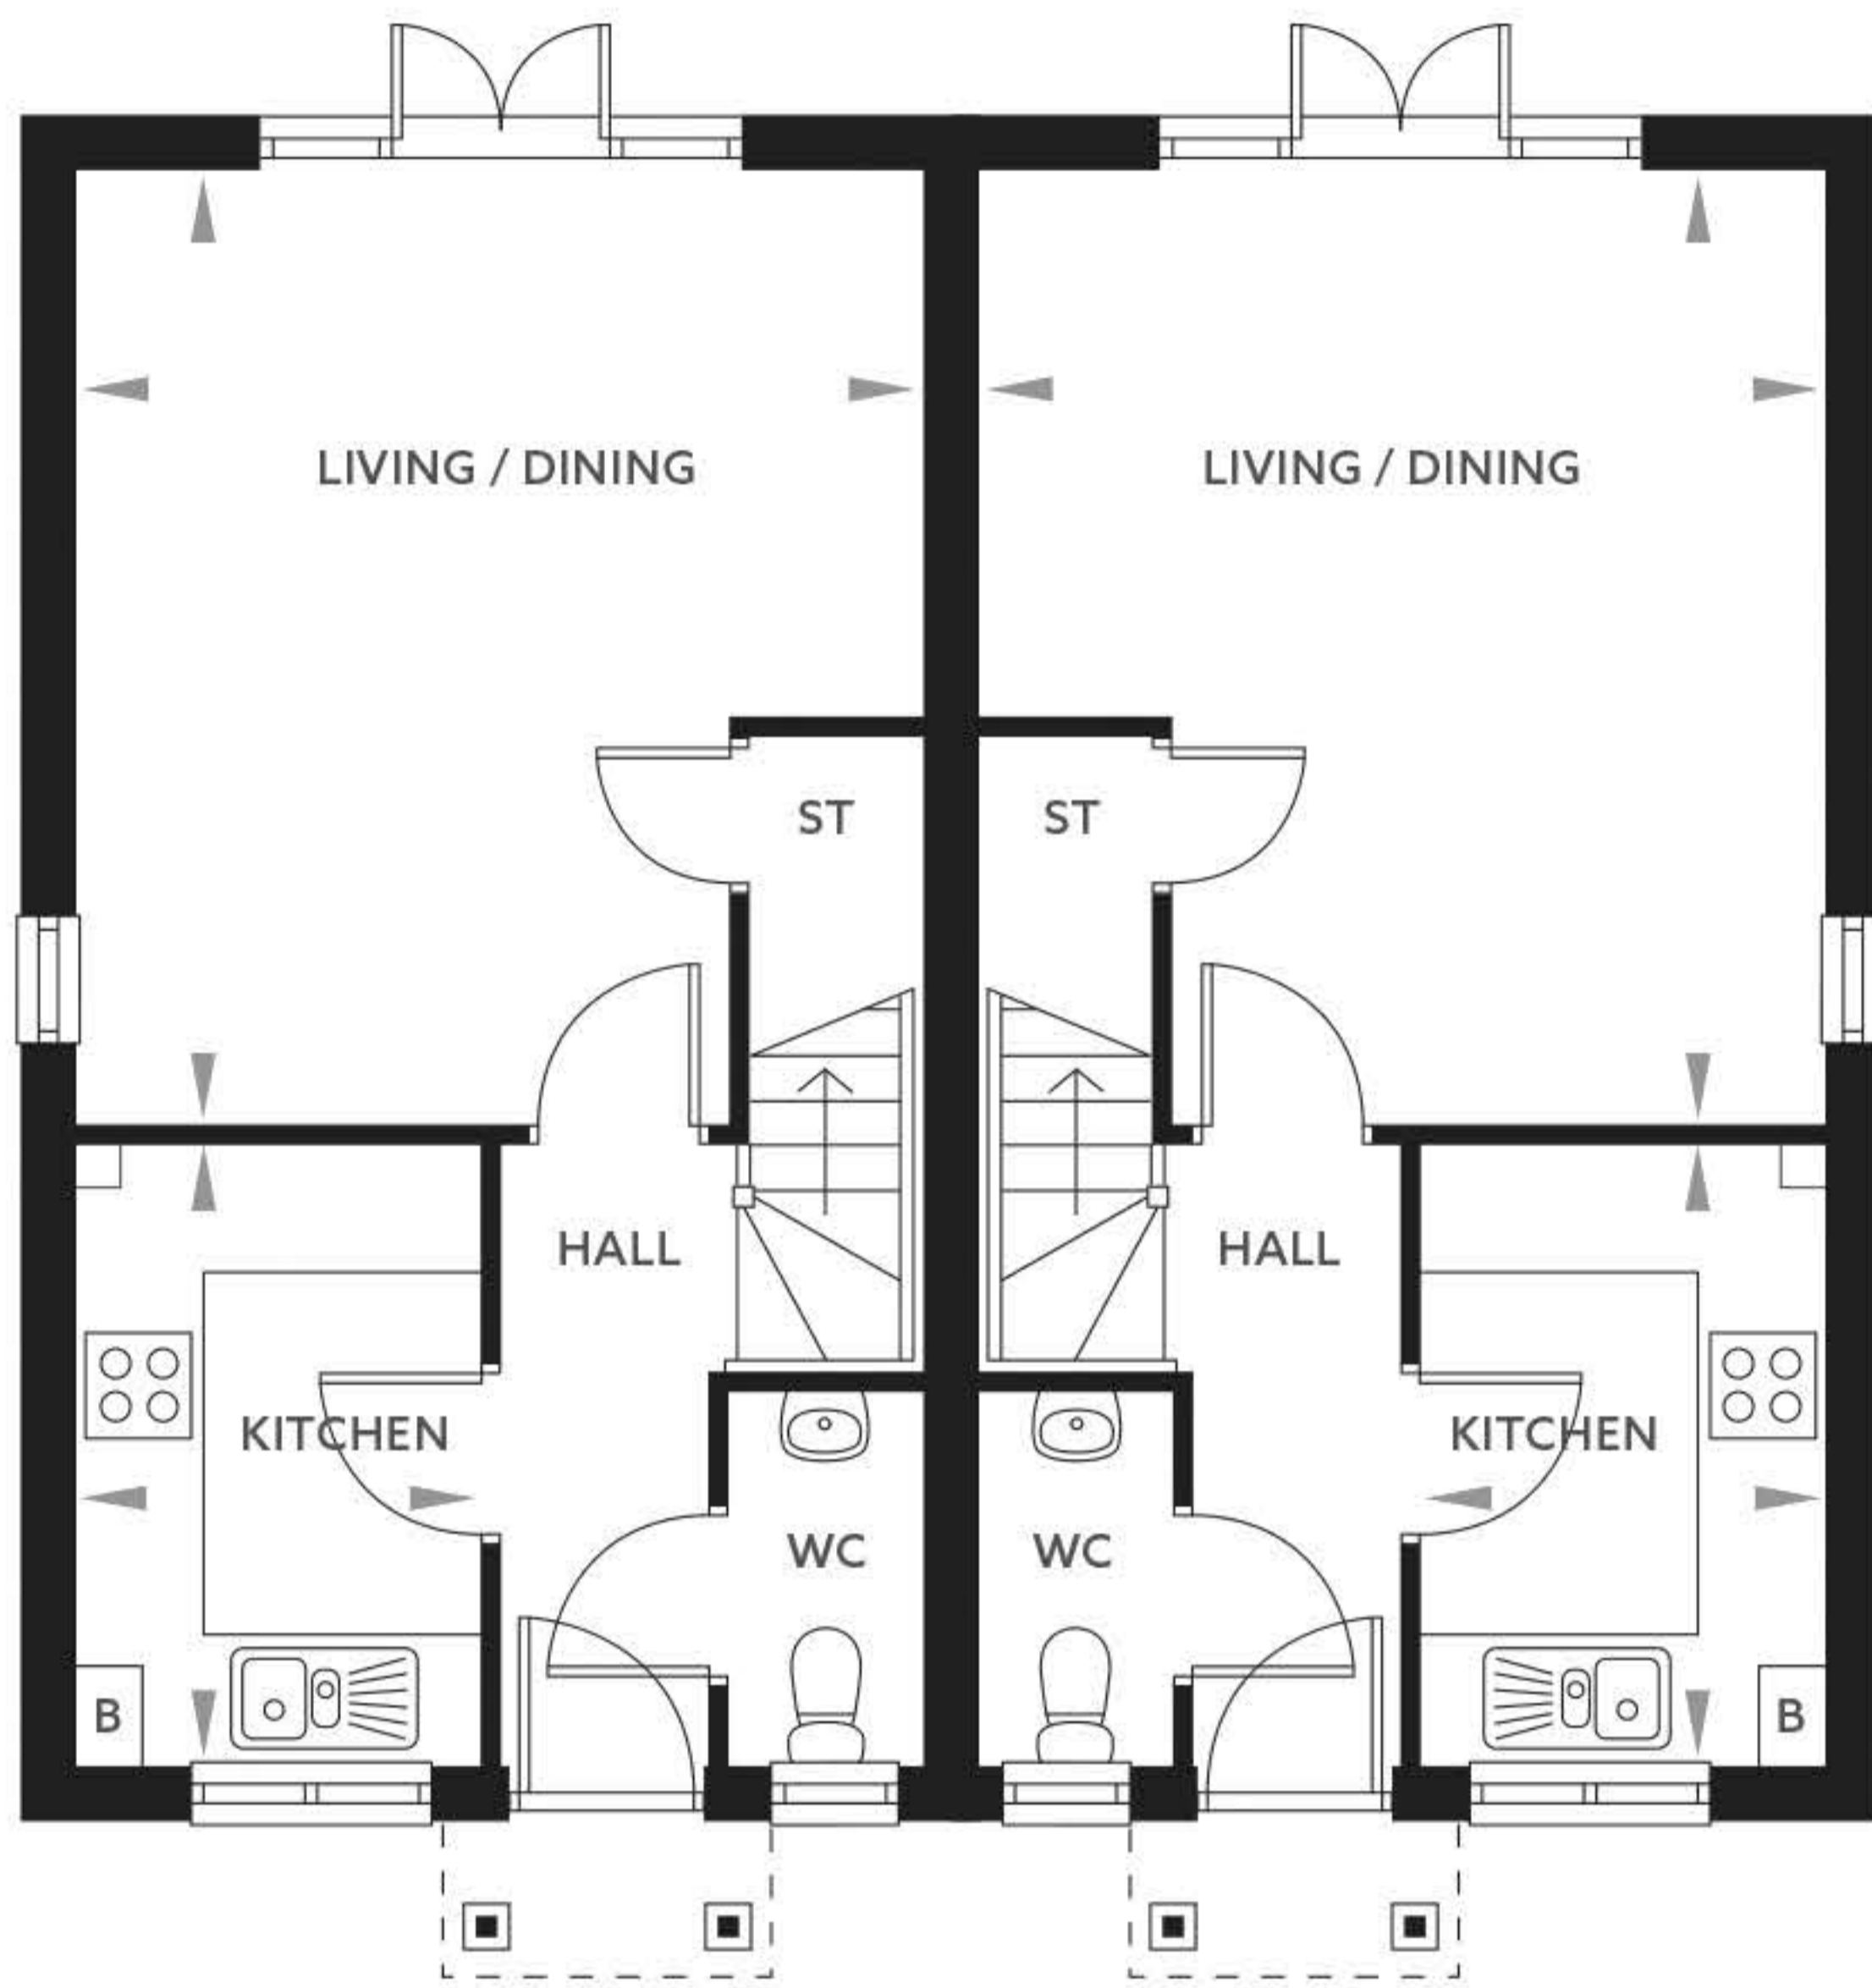 LIVING / DINING
LIVING / DINING
ST
ST
HALL
HALL
KITCHEN
KITCHEN
WC
WC
B
B